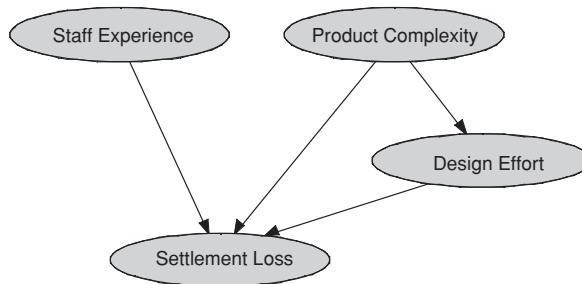 Staff Experience
Product Complexity
Design Effort
Settlement Loss